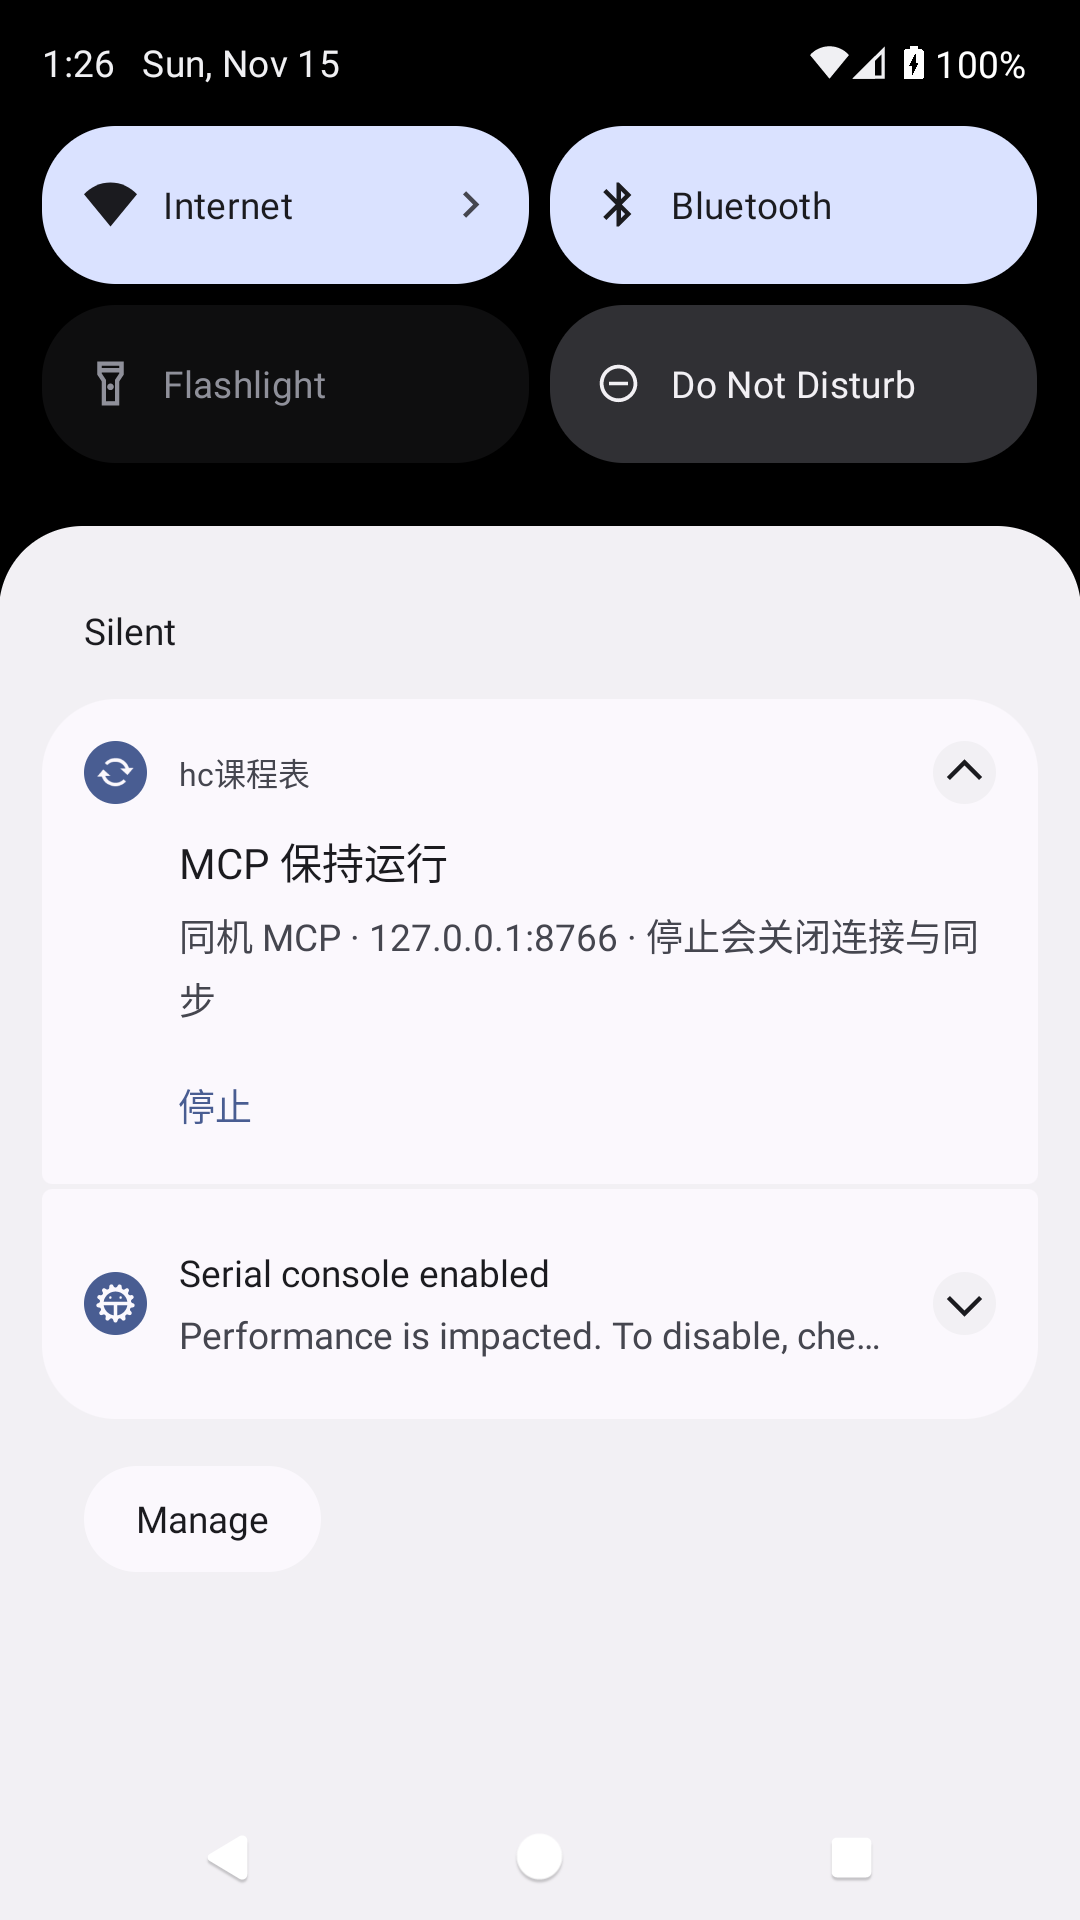 1:26 Sun, Nov 15 100%
Internet
Bluetooth
Flashlight
Do Not Disturb
Silent
hc课程表
MCP 保持运行
同机 MCP · 127.0.0.1:8766 · 停止会关闭连接与同
步
停止
Serial console enabled
Performance is impacted. To disable, che…
Manage